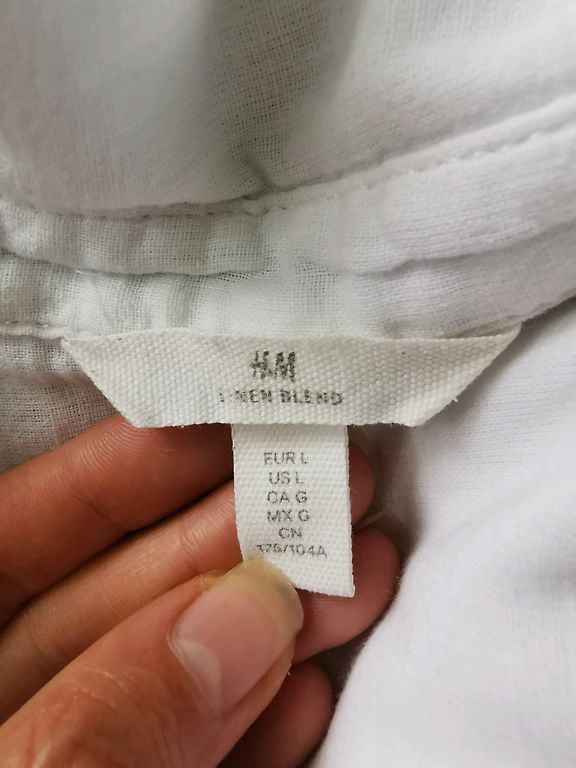 H&M
LINEN BLEND
EUR L
US L
CA G
MX G
CN
175/104A